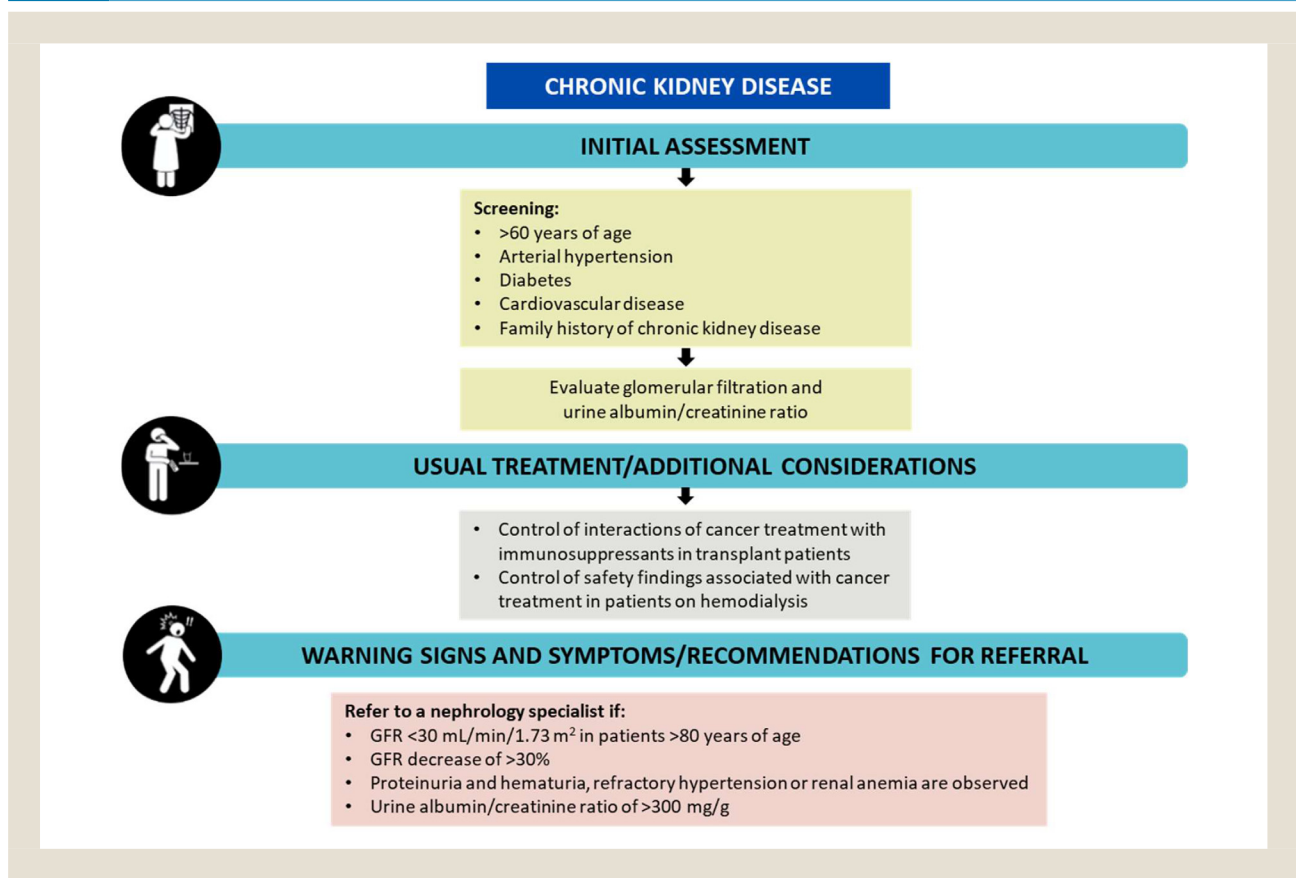 CHRONIC KIDNEY DISEASE
INITIAL ASSESSMENT
Screening:
• >60 years of age
• Arterial hypertension
• Diabetes
• Cardiovascular disease
• Family history of chronic kidney disease
Evaluate glomerular filtration and
urine albumin/creatinine ratio
USUAL TREATMENT/ADDITIONAL CONSIDERATIONS
• Control of interactions of cancer treatment with
immunosuppressants in transplant patients
• Control of safety findings associated with cancer
treatment in patients on hemodialysis
!!
WARNING SIGNS AND SYMPTOMS/RECOMMENDATIONS FOR REFERRAL
Refer to a nephrology specialist if:
• GFR <30 mL/min/1.73 m² in patients >80 years of age
• GFR decrease of >30%
• Proteinuria and hematuria, refractory hypertension or renal anemia are observed
• Urine albumin/creatinine ratio of >300 mg/g